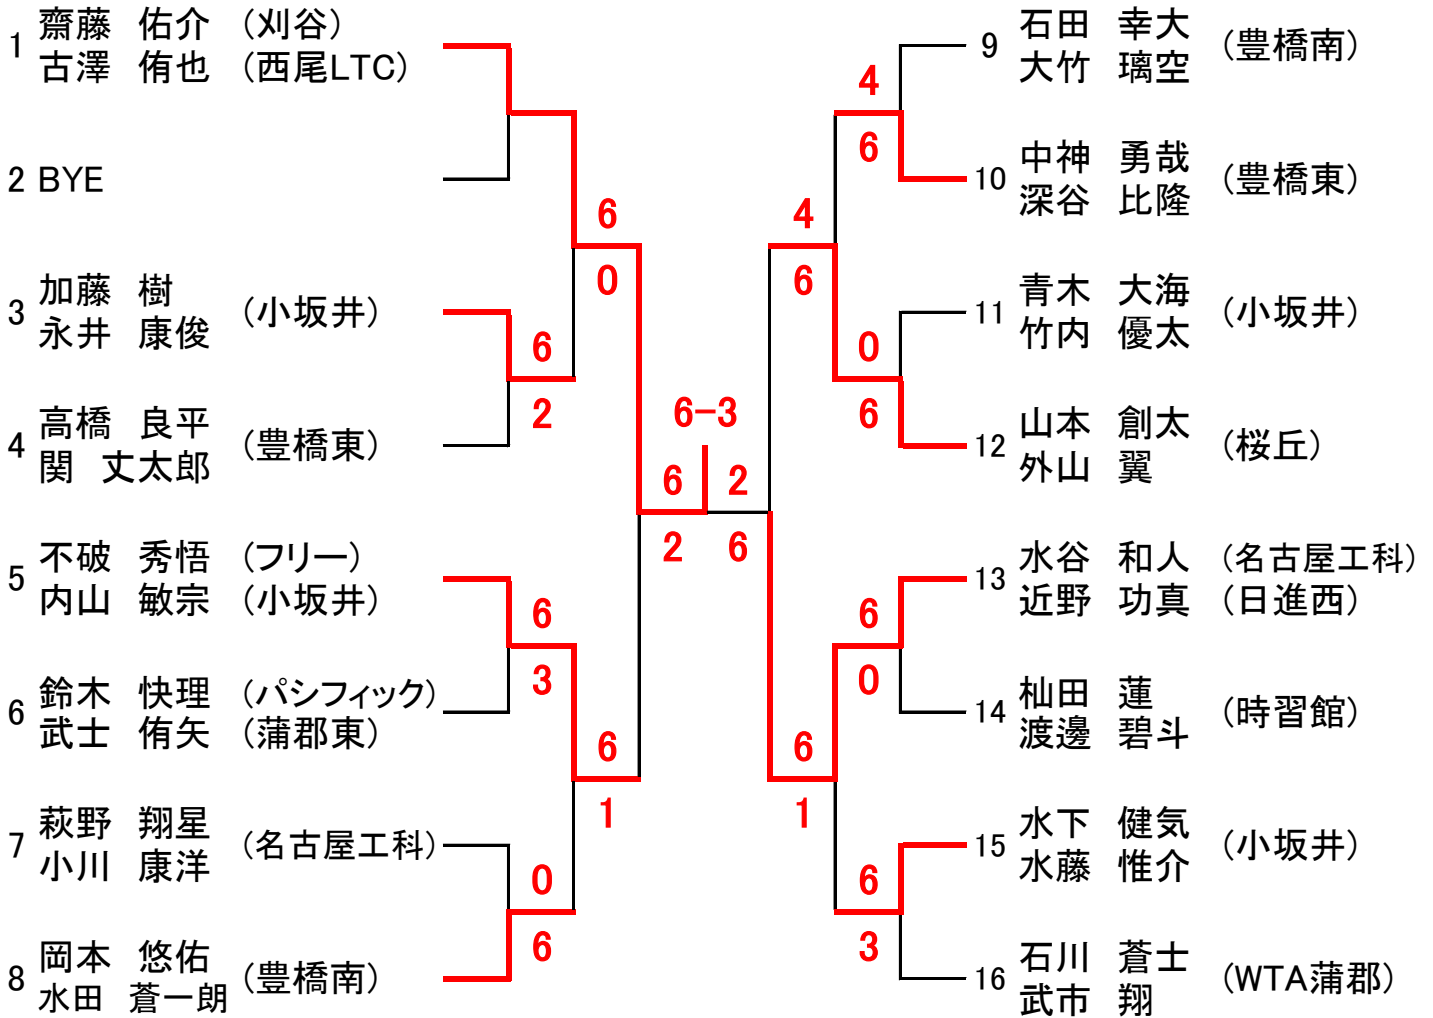 1 齋藤 佑介 (刈谷)
古澤 侑也 (西尾LTC)
2 BYE
3 加藤 樹 (小坂井)
永井 康俊
4 高橋 良平 (豊橋東)
関 丈太郎
5 不破 秀悟 (フリー)
内山 敏宗 (小坂井)
6 鈴木 快理 (パシフィック)
武士 侑矢 (蒲郡東)
7 萩野 翔星 (名古屋工科)
小川 康洋
8 岡本 悠佑 (豊橋南)
水田 蒼一朗
6
0
6
2
6
3
6
1
0
6
6-3
6 2
2 6
4
6
4
6
0
6
6
0
6
1
6
3
9 石田 幸大 (豊橋南)
大竹 璃空
10 中神 勇哉 (豊橋東)
深谷 比隆
11 青木 大海 (小坂井)
竹内 優太
12 山本 創太 (桜丘)
外山 翼
13 水谷 和人 (名古屋工科)
近野 功真 (日進西)
14 杣田 蓮 (時習館)
渡邊 碧斗
15 水下 健気 (小坂井)
水藤 惟介
16 石川 蒼士 (WTA蒲郡)
武市 翔